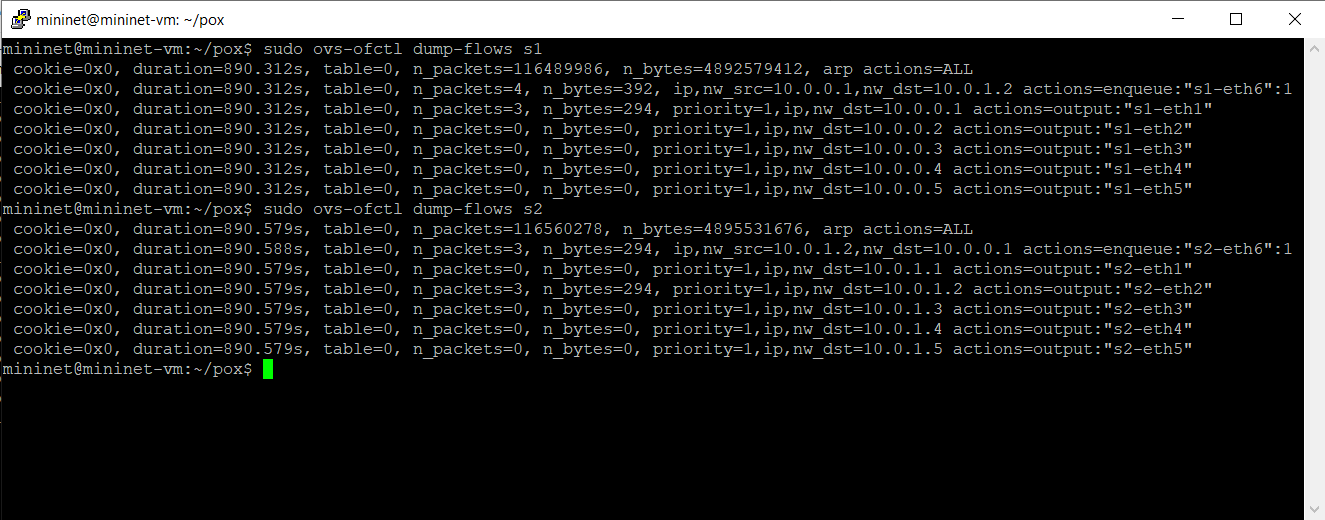 mininet@mininet-vm: ~/pox
mininet@mininet-vm:~/pox$ sudo ovs-ofctl dump-flows s1
 cookie=0x0, duration=890.312s, table=0, n_packets=116489986, n_bytes=4892579412, arp actions=ALL
 cookie=0x0, duration=890.312s, table=0, n_packets=4, n_bytes=392, ip,nw_src=10.0.0.1,nw_dst=10.0.1.2 actions=enqueue:"s1-eth6":1
 cookie=0x0, duration=890.312s, table=0, n_packets=3, n_bytes=294, priority=1,ip,nw_dst=10.0.0.1 actions=output:"s1-eth1"
 cookie=0x0, duration=890.312s, table=0, n_packets=0, n_bytes=0, priority=1,ip,nw_dst=10.0.0.2 actions=output:"s1-eth2"
 cookie=0x0, duration=890.312s, table=0, n_packets=0, n_bytes=0, priority=1,ip,nw_dst=10.0.0.3 actions=output:"s1-eth3"
 cookie=0x0, duration=890.312s, table=0, n_packets=0, n_bytes=0, priority=1,ip,nw_dst=10.0.0.4 actions=output:"s1-eth4"
 cookie=0x0, duration=890.312s, table=0, n_packets=0, n_bytes=0, priority=1,ip,nw_dst=10.0.0.5 actions=output:"s1-eth5"
mininet@mininet-vm:~/pox$ sudo ovs-ofctl dump-flows s2
 cookie=0x0, duration=890.579s, table=0, n_packets=116560278, n_bytes=4895531676, arp actions=ALL
 cookie=0x0, duration=890.588s, table=0, n_packets=3, n_bytes=294, ip,nw_src=10.0.1.2,nw_dst=10.0.0.1 actions=enqueue:"s2-eth6":1
 cookie=0x0, duration=890.579s, table=0, n_packets=0, n_bytes=0, priority=1,ip,nw_dst=10.0.1.1 actions=output:"s2-eth1"
 cookie=0x0, duration=890.579s, table=0, n_packets=3, n_bytes=294, priority=1,ip,nw_dst=10.0.1.2 actions=output:"s2-eth2"
 cookie=0x0, duration=890.579s, table=0, n_packets=0, n_bytes=0, priority=1,ip,nw_dst=10.0.1.3 actions=output:"s2-eth3"
 cookie=0x0, duration=890.579s, table=0, n_packets=0, n_bytes=0, priority=1,ip,nw_dst=10.0.1.4 actions=output:"s2-eth4"
 cookie=0x0, duration=890.579s, table=0, n_packets=0, n_bytes=0, priority=1,ip,nw_dst=10.0.1.5 actions=output:"s2-eth5"
mininet@mininet-vm:~/pox$